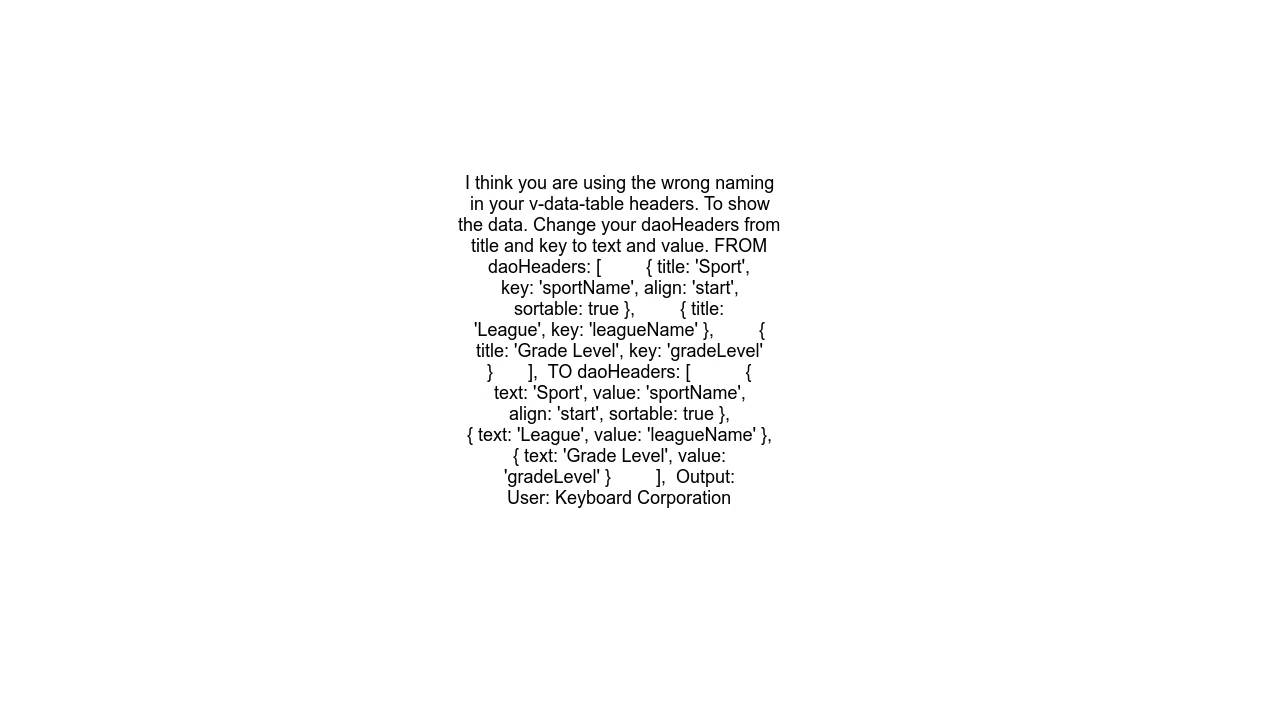 I think you are using the wrong naming
in your v-data-table headers. To show
the data. Change your daoHeaders from
title and key to text and value. FROM
daoHeaders: [         { title: 'Sport',
key: 'sportName', align: 'start',
sortable: true },         { title:
'League', key: 'leagueName' },         {
title: 'Grade Level', key: 'gradeLevel'
}       ],  TO daoHeaders: [           {
text: 'Sport', value: 'sportName',
align: 'start', sortable: true },
{ text: 'League', value: 'leagueName' },
{ text: 'Grade Level', value:
'gradeLevel' }         ],  Output:
User: Keyboard Corporation